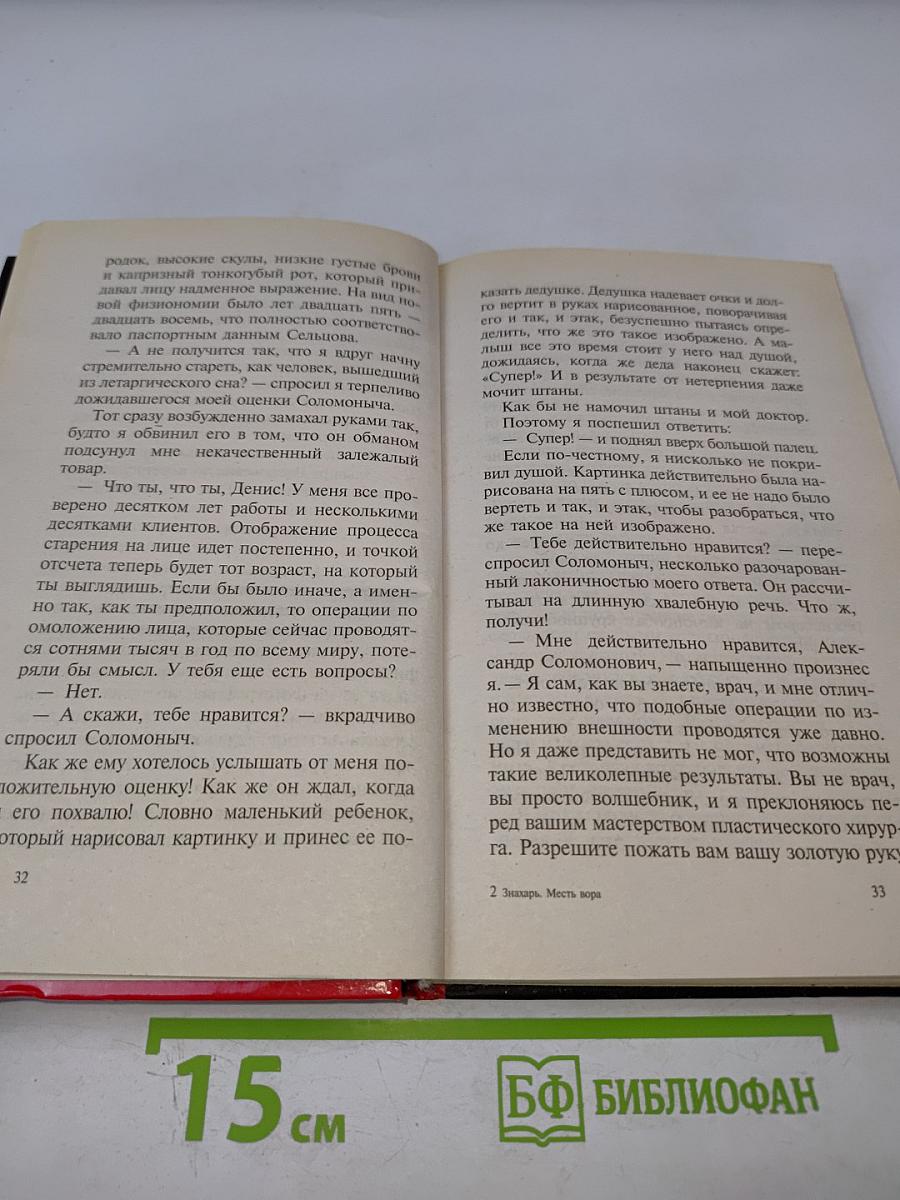 родок, высокие скулы, низкие густые брови
и капризный тонкогубый рот, который при-
давал лицу надменное выражение. На вид но-
вой физиономии было лет двадцать пять —
двадцать восемь, что полностью соответство-
вало паспортным данным Сельцова.
— А не получится так, что я вдруг начну
стремительно стареть, как человек, вышедший
из летаргического сна? — спросил я терпеливо
дожидавшегося моей оценки Соломоныча.
Тот сразу возбужденно замахал руками так,
будто я обвинил его в том, что он обманом
подсунул мне некачественный залежалый
товар.
— Что ты, что ты, Денис! У меня все про-
верено десятком лет работы и несколькими
десятками клиентов. Отображение процесса
старения на лице идет постепенно, и точкой
отсчета теперь будет тот возраст, на который
ты выглядишь. Если бы было иначе, а имен-
но так, как ты предположил, то операции по
омоложению лица, которые сейчас проводят-
ся сотнями тысяч в год по всему миру, поте-
ряли бы смысл. У тебя еще есть вопросы?
— Нет.
— А скажи, тебе нравится? — вкрадчиво
спросил Соломоныч.
Как же ему хотелось услышать от меня по-
ложительную оценку! Как же он ждал, когда
я его похвалю! Словно маленький ребенок,
который нарисовал картинку и принес ее по-
32
казать дедушке. Дедушка надевает очки и дол-
го вертит в руках нарисованное, поворачивая
его и так, и этак, безуспешно пытаясь опре-
делить, что же это такое изображено. А ма-
лыш все это время стоит у него над душой,
дожидаясь, когда же деда наконец скажет:
«Супер!» И в результате от нетерпения даже
мочит штаны.
Как бы не намочил штаны и мой доктор.
Поэтому я поспешил ответить:
— Супер! — и поднял вверх большой палец.
Если по-честному, я нисколько не покри-
вил душой. Картинка действительно была на-
рисована на пять с плюсом, и ее не надо было
вертеть и так, и этак, чтобы разобраться, что
же такое на ней изображено.
— Тебе действительно нравится? — пере-
спросил Соломоныч, несколько разочарован-
ный лаконичностью моего ответа. Он рассчи-
тывал на длинную хвалебную речь. Что ж,
получи!
— Мне действительно нравится, Алек-
сандр Соломонович, — напыщенно произнес
я. — Я сам, как вы знаете, врач, и мне отлич-
но известно, что подобные операции по из-
менению внешности проводятся уже давно.
Но я даже представить не мог, что возможны
такие великолепные результаты. Вы не врач,
вы просто волшебник, и я преклоняюсь пе-
ред вашим мастерством пластического хирур-
га. Разрешите пожать вам вашу золотую руку
2 Знахарь. Месть вора
33
15 см
БФ БИБЛИОФАН